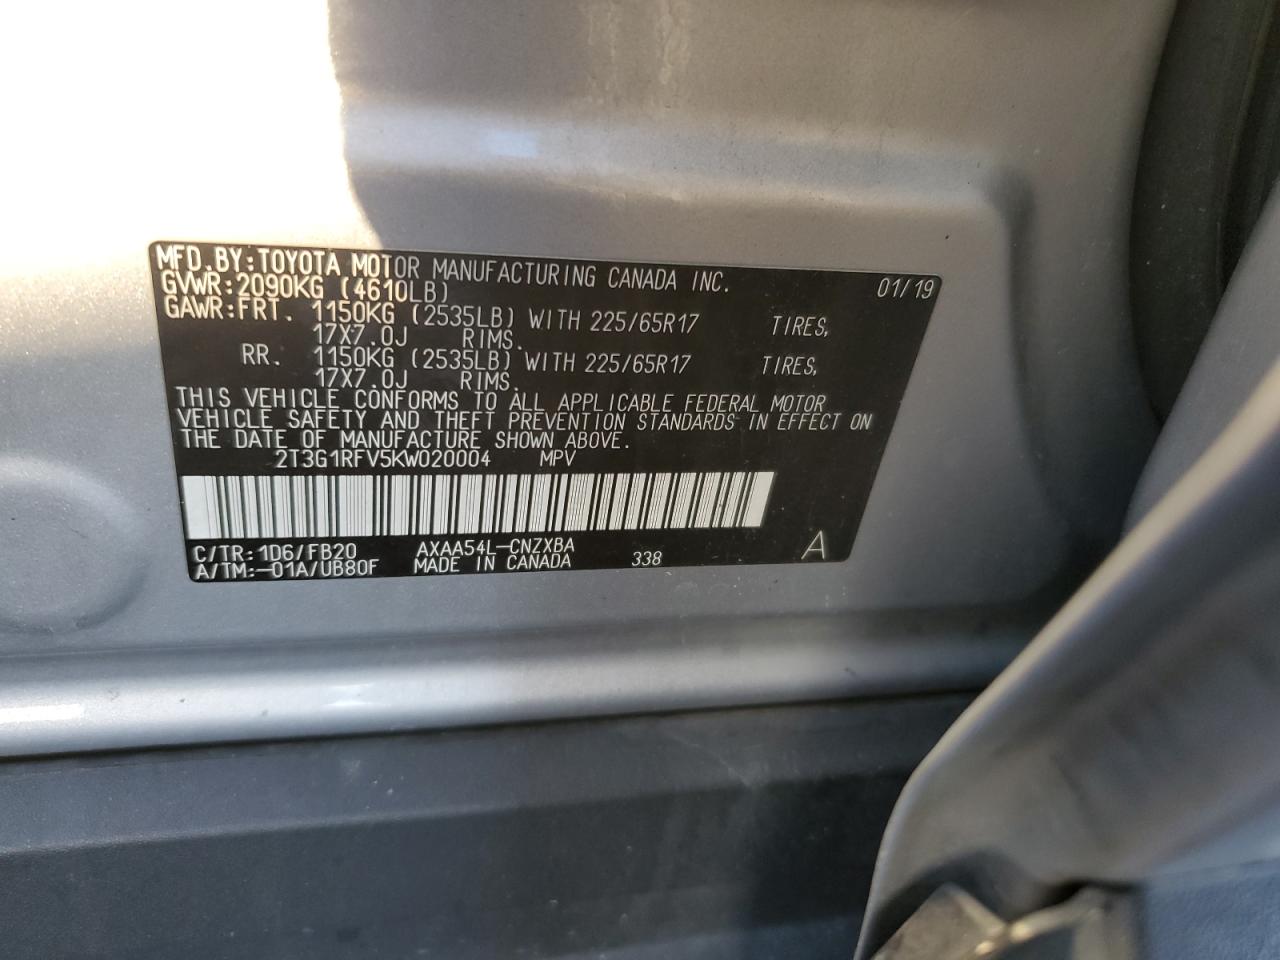 MFD.BY:TOYOTA MOTOR MANUFACTURING CANADA INC. 01/19
GVWR:2090KG (4610LB)
GAWR:FRT. 1150KG (2535LB) WITH 225/65R17 TIRES,
17X7.0J RIMS.
RR. 1150KG (2535LB) WITH 225/65R17 TIRES,
17X7.0J RIMS.
THIS VEHICLE CONFORMS TO ALL APPLICABLE FEDERAL MOTOR
VEHICLE SAFETY AND THEFT PREVENTION STANDARDS IN EFFECT ON
THE DATE OF MANUFACTURE SHOWN ABOVE.
2T3G1RFV5KW020004 MPV
C/TR:1D6/FB20 AXAA54L-CNZXBA A
A/TM:-01A/UB80F MADE IN CANADA 338